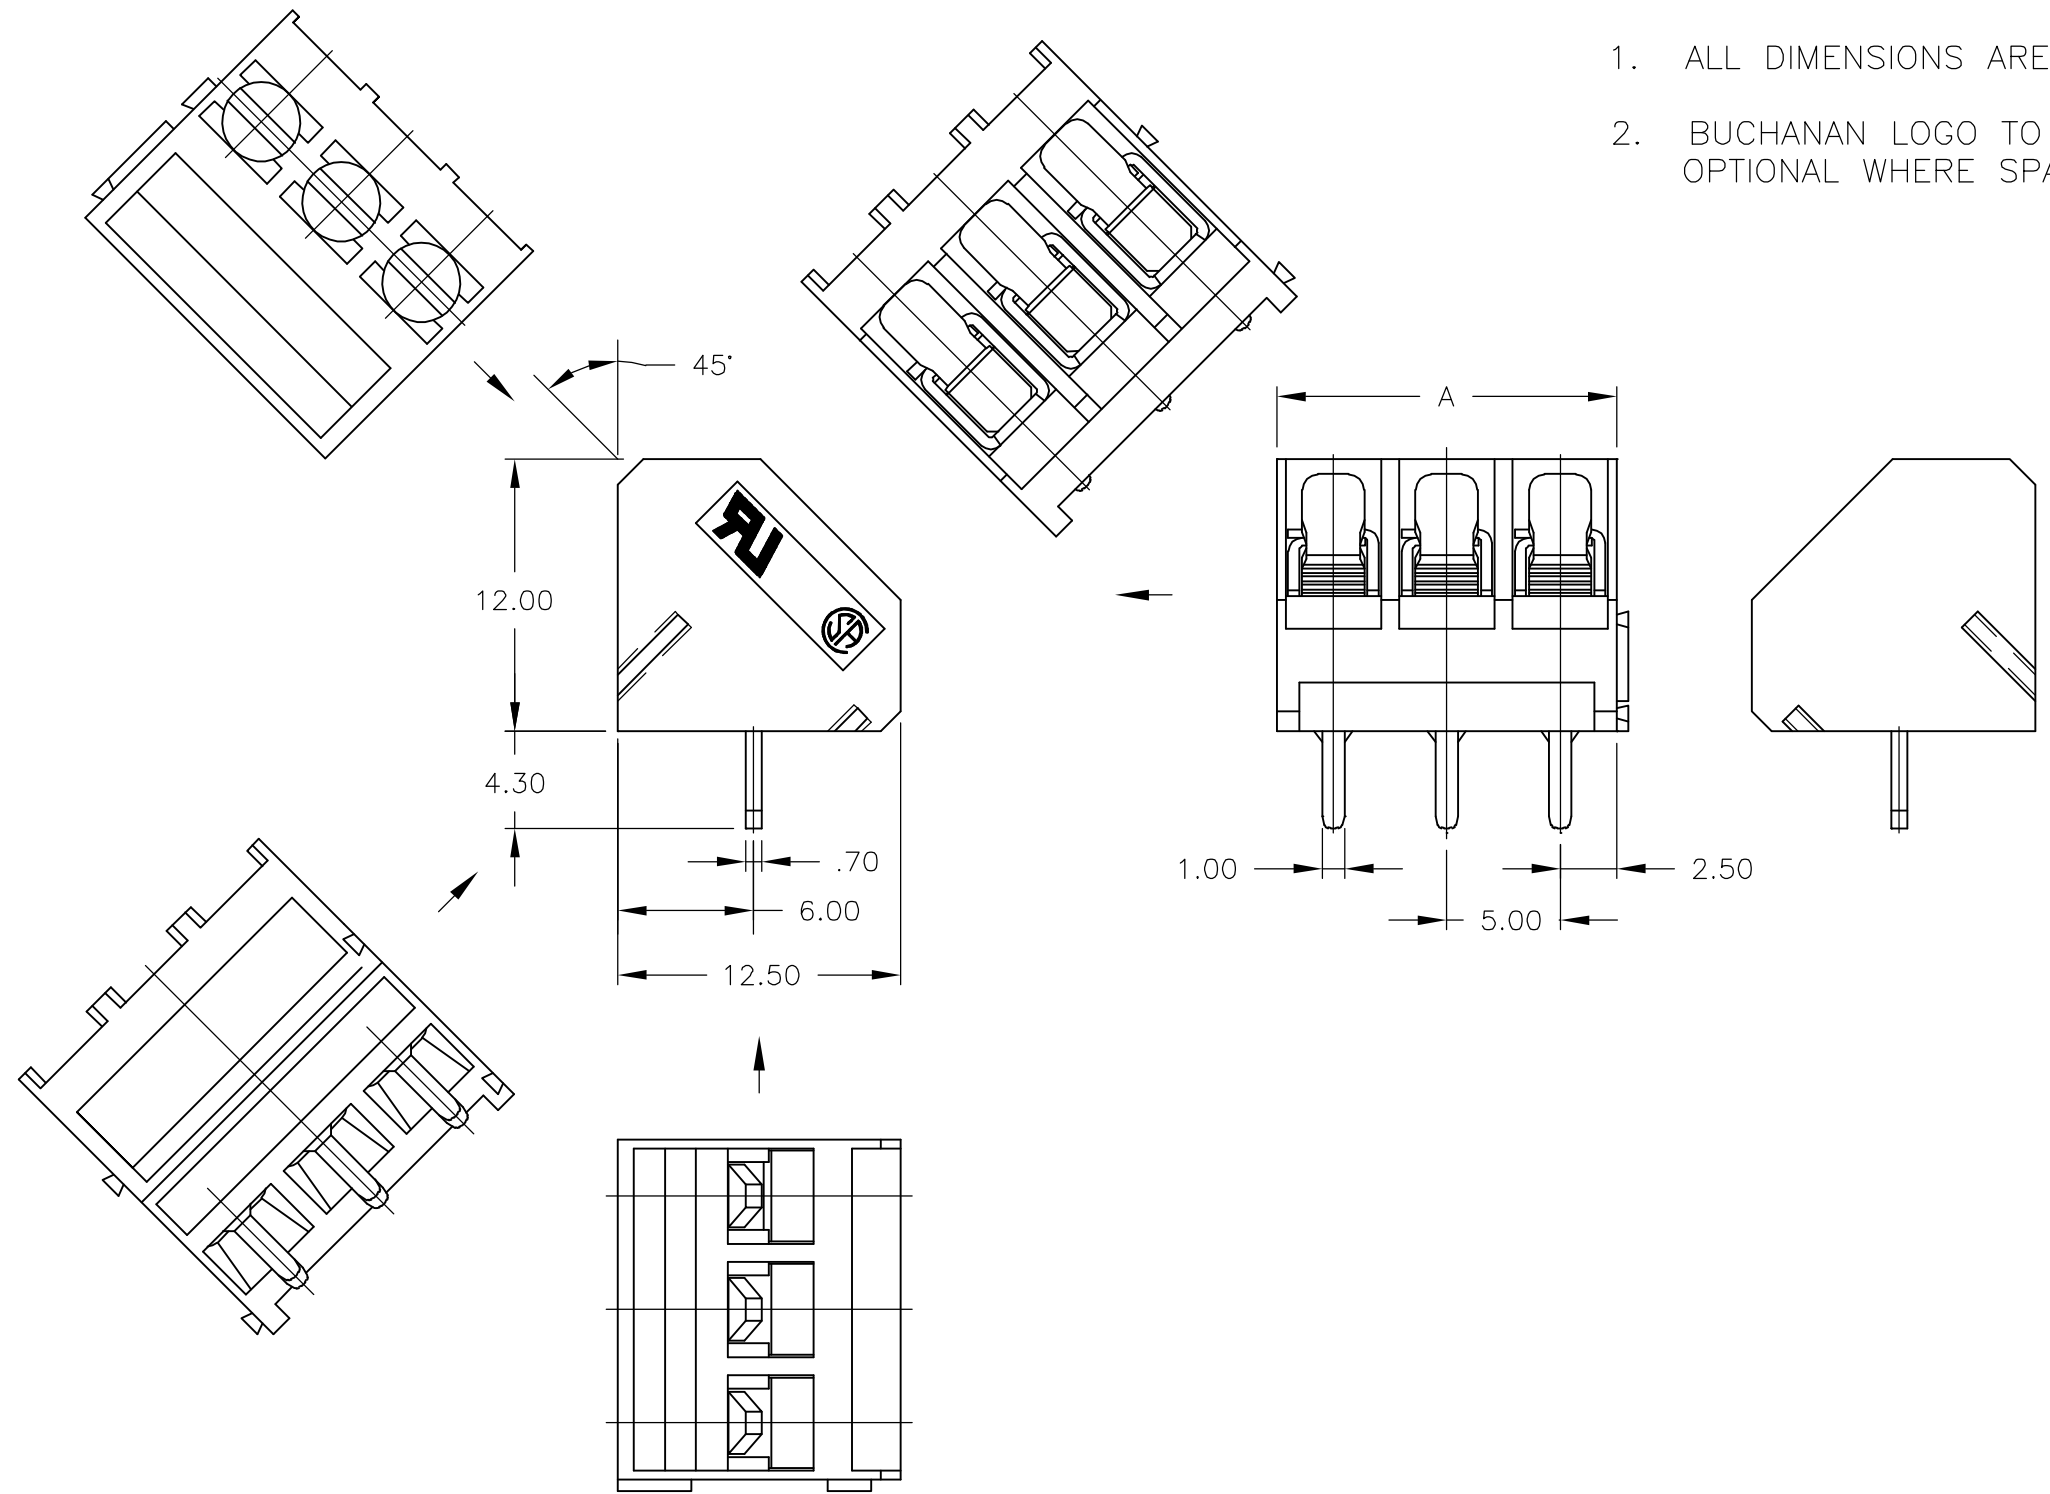 1. ALL DIMENSIONS ARE
2. BUCHANAN LOGO TO
OPTIONAL WHERE SPA
45°
A
12.00
4.30
.70
6.00
12.50
1.00
2.50
5.00